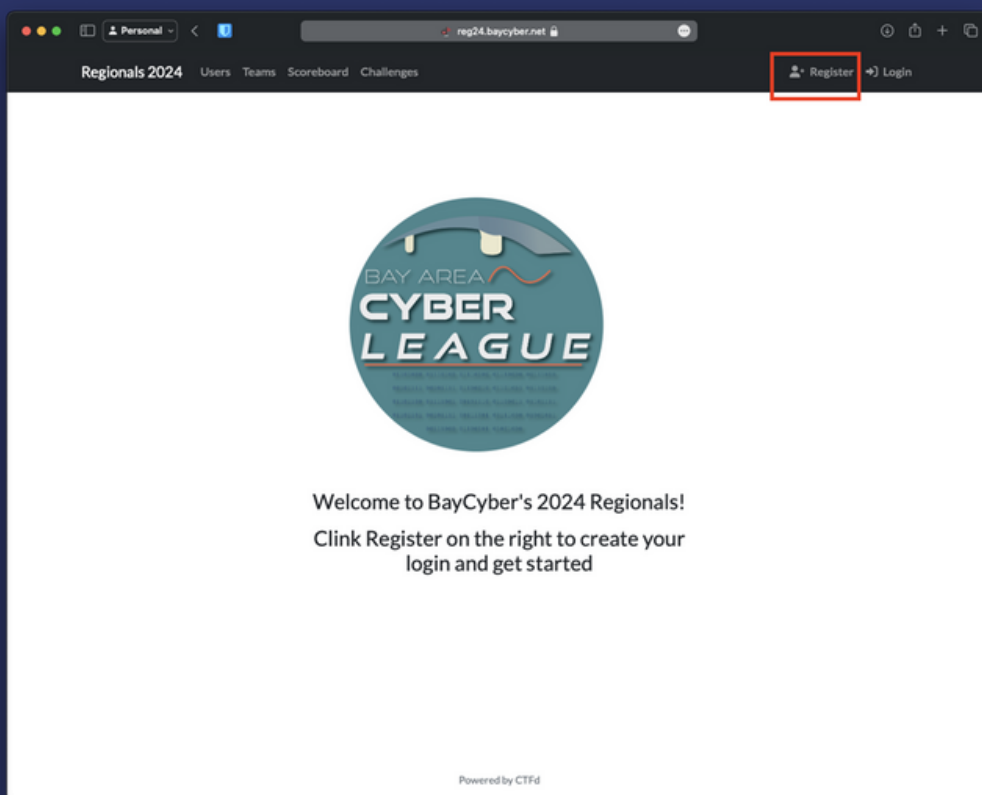 Personal
reg24.baycyber.net
Regionals 2024 Users Teams Scoreboard Challenges Register Login
BAY AREA
CYBER
LEAGUE
Welcome to BayCyber's 2024 Regionals!
Clink Register on the right to create your
login and get started
Powered by CTFd